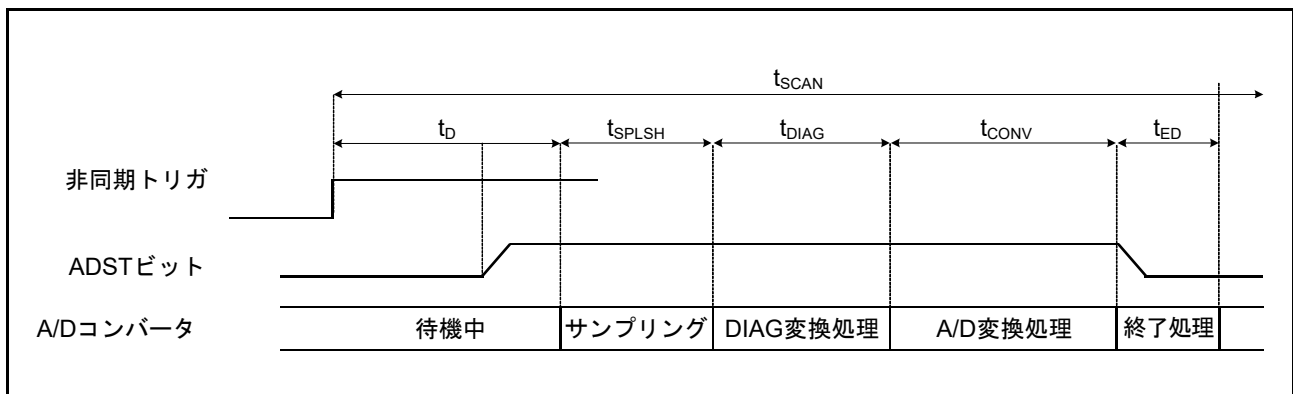 tSCAN
tD tSPLSH tDIAG tCONV tED
非同期トリガ
ADSTビット
A/Dコンバータ 待機中 サンプリング DIAG変換処理 A/D変換処理 終了処理